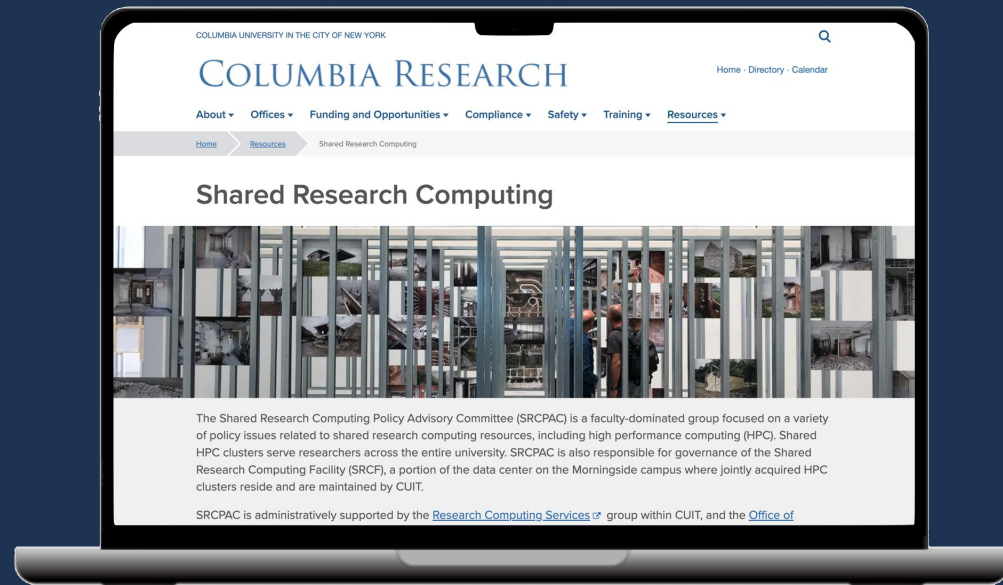 COLUMBIA UNIVERSITY IN THE CITY OF NEW YORK
COLUMBIA RESEARCH
Home · Directory · Calendar
About Offices Funding and Opportunities Compliance Safety Training Resources
Home Resources Shared Research Computing
Shared Research Computing
The Shared Research Computing Policy Advisory Committee (SRCPAC) is a faculty-dominated group focused on a variety
of policy issues related to shared research computing resources, including high performance computing (HPC). Shared
HPC clusters serve researchers across the entire university. SRCPAC is also responsible for governance of the Shared
Research Computing Facility (SRCF), a portion of the data center on the Morningside campus where jointly acquired HPC
clusters reside and are maintained by CUIT.
SRCPAC is administratively supported by the Research Computing Services group within CUIT, and the Office of